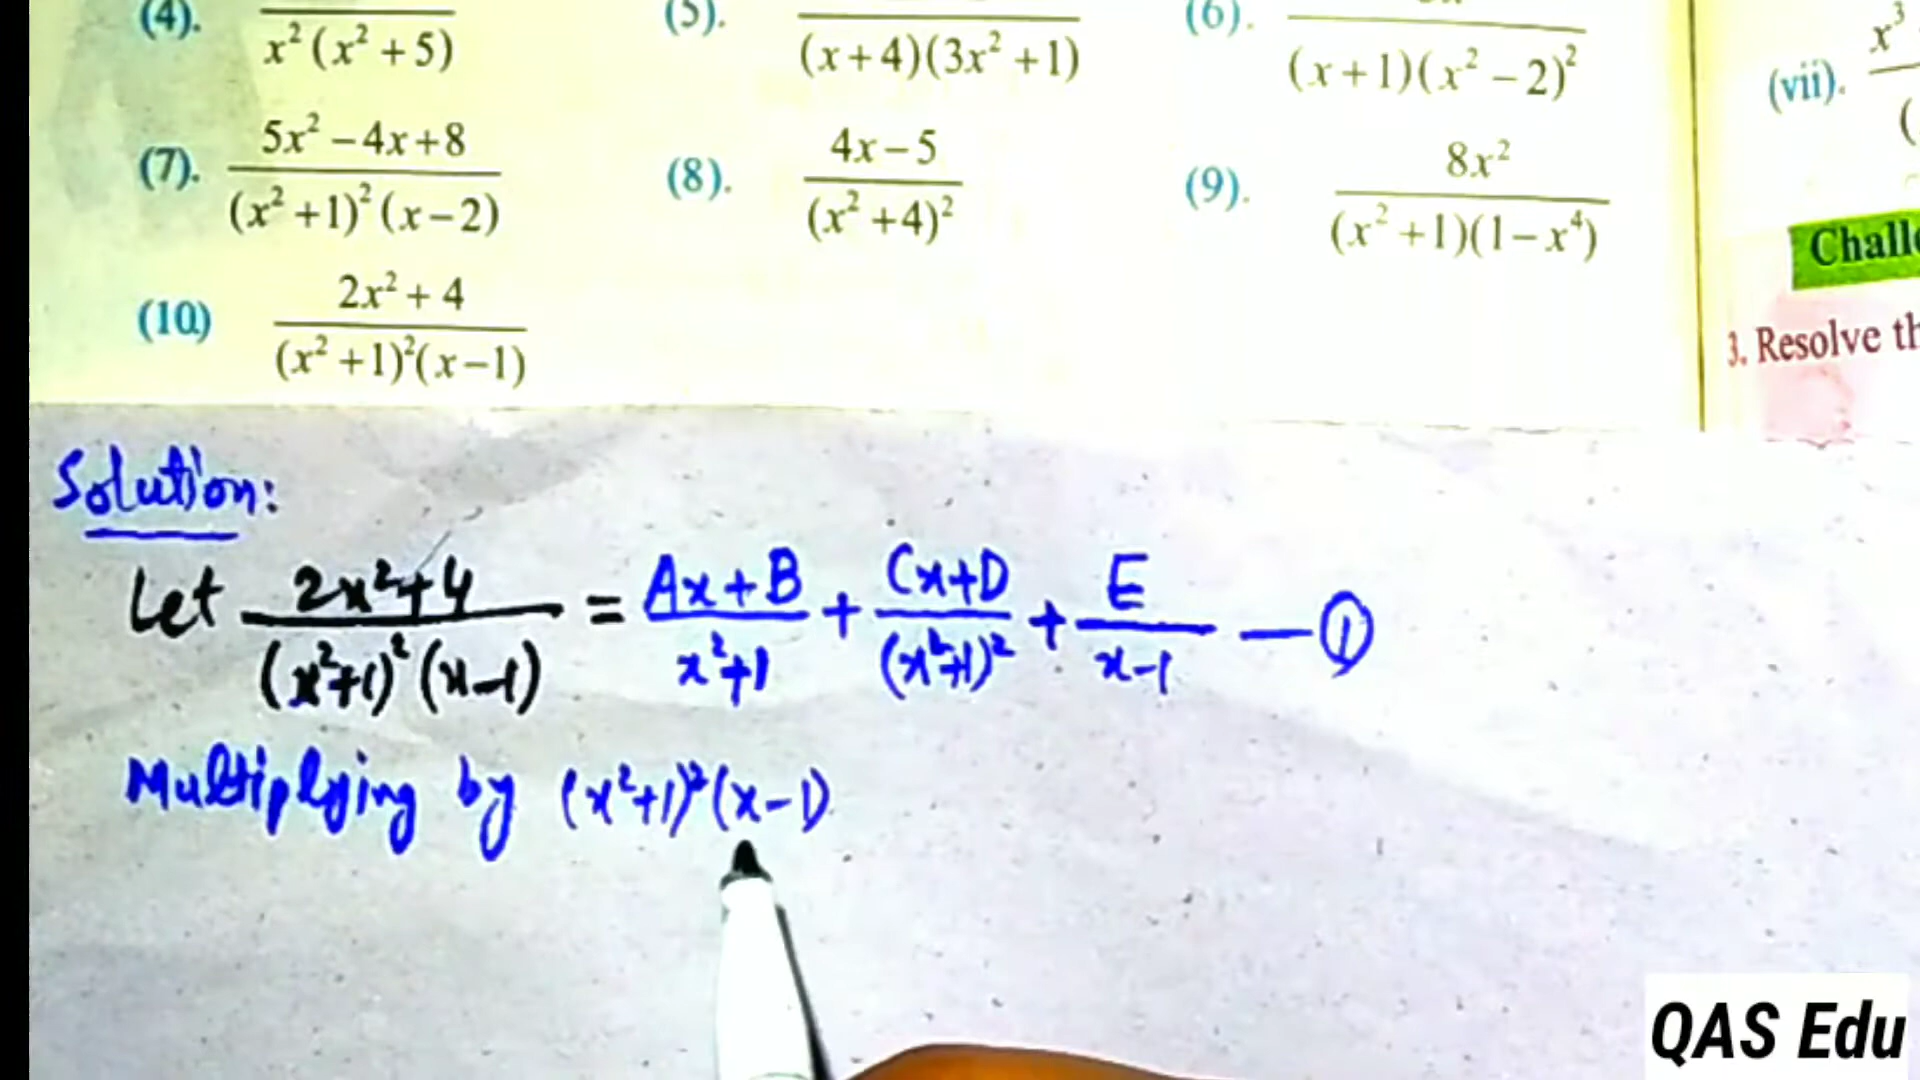 (4). x² (x² + 5)
(5). (x + 4)(3x² + 1)
(6). (x + 1)(x² − 2)²
(vii). x³
(
(7). 5x² − 4x + 8
(x² + 1)² (x − 2)
(8). 4x − 5
(x² + 4)²
(9). 8x²
(x² + 1)(1 − x⁴)
Chall
(10) 2x² + 4
(x² + 1)²(x − 1)
3. Resolve th
Solution:
Let 2x²+4 / (x²+1)² (x-1) = Ax+B / x²+1 + Cx+D / (x²+1)² + E / x-1 — ①
Multiplying by (x²+1)² (x-1)
QAS Edu